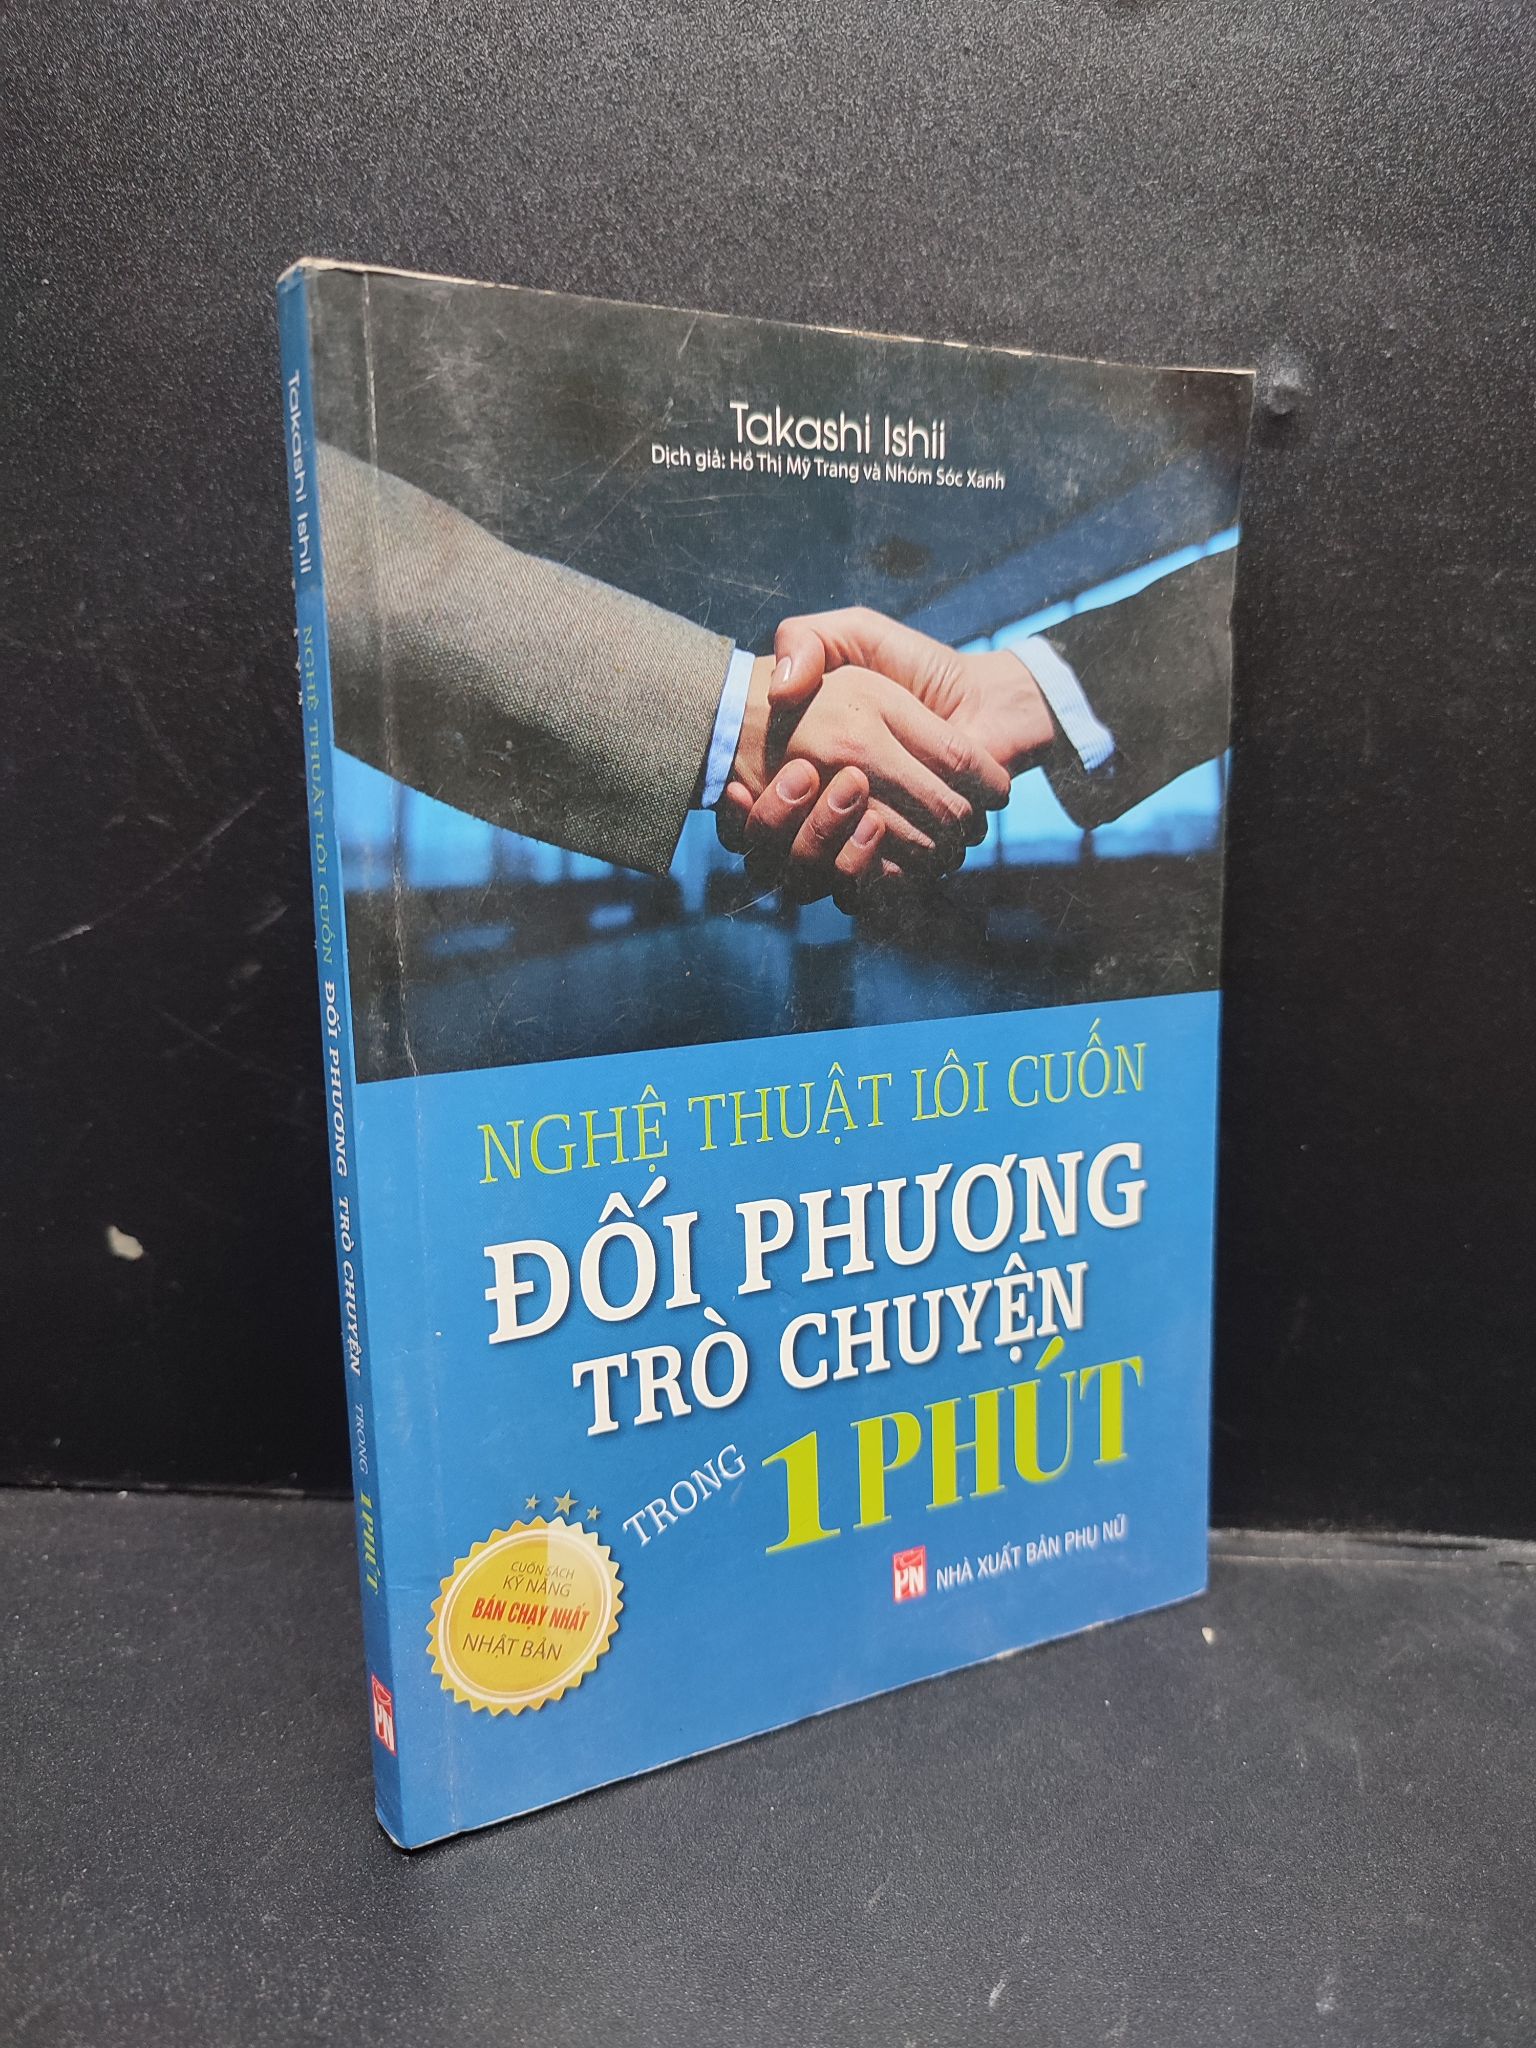 Takashi Ishii
Dịch giả: Hồ Thị Mỹ Trang và Nhóm Sóc Xanh
NGHỆ THUẬT LÔI CUỐN
ĐỐI PHƯƠNG
TRÒ CHUYỆN
TRONG 1 PHÚT
PN NHÀ XUẤT BẢN PHỤ NỮ
CUỐN SÁCH
KỸ NĂNG
BÁN CHẠY NHẤT
NHẬT BẢN
Takashi Ishii NGHỆ THUẬT LÔI CUỐN ĐỐI PHƯƠNG TRÒ CHUYỆN TRONG 1 PHÚT PN